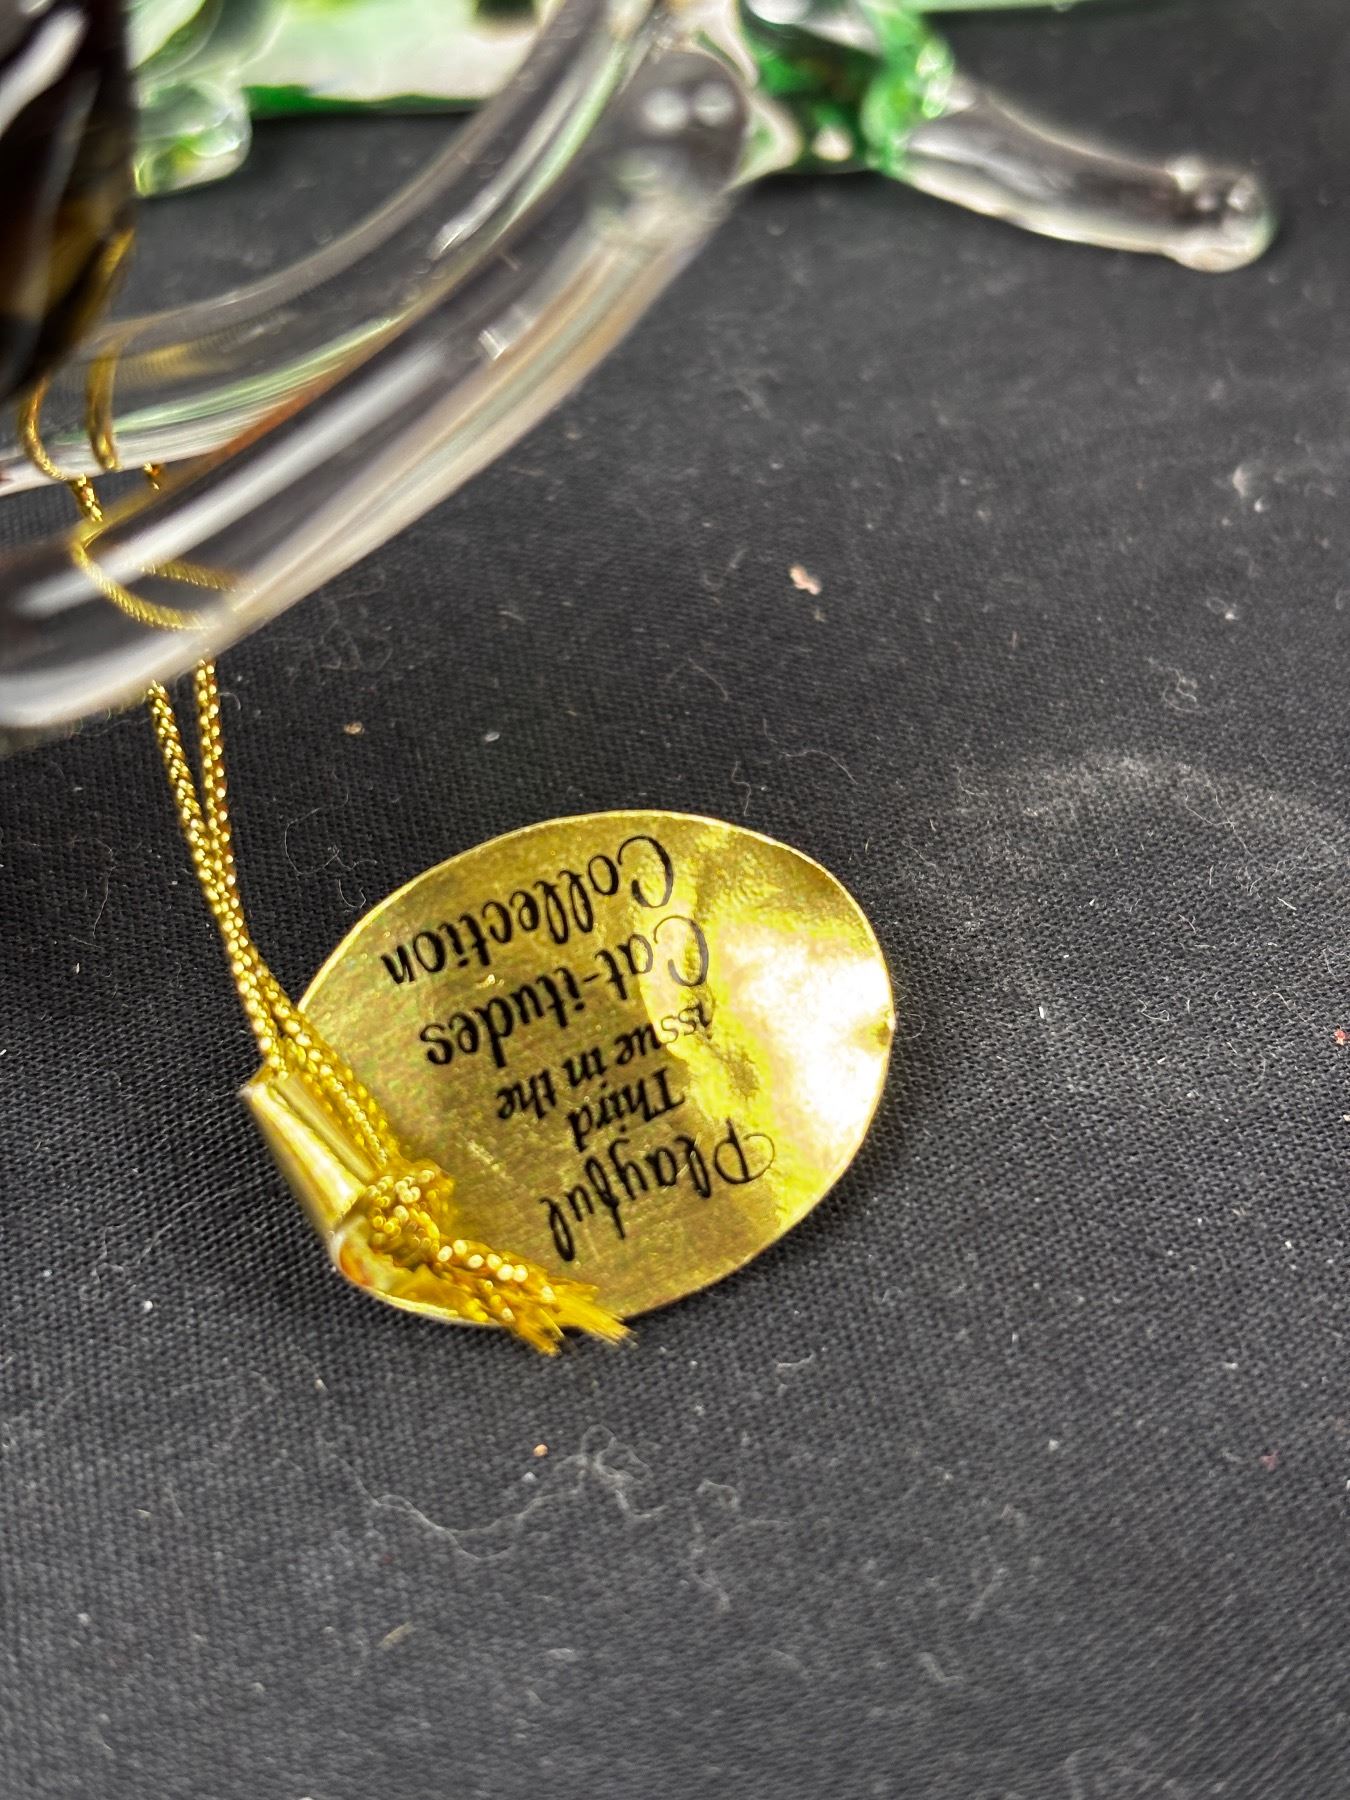 Playful
Third
issue in the
Cat-itudes
Collection